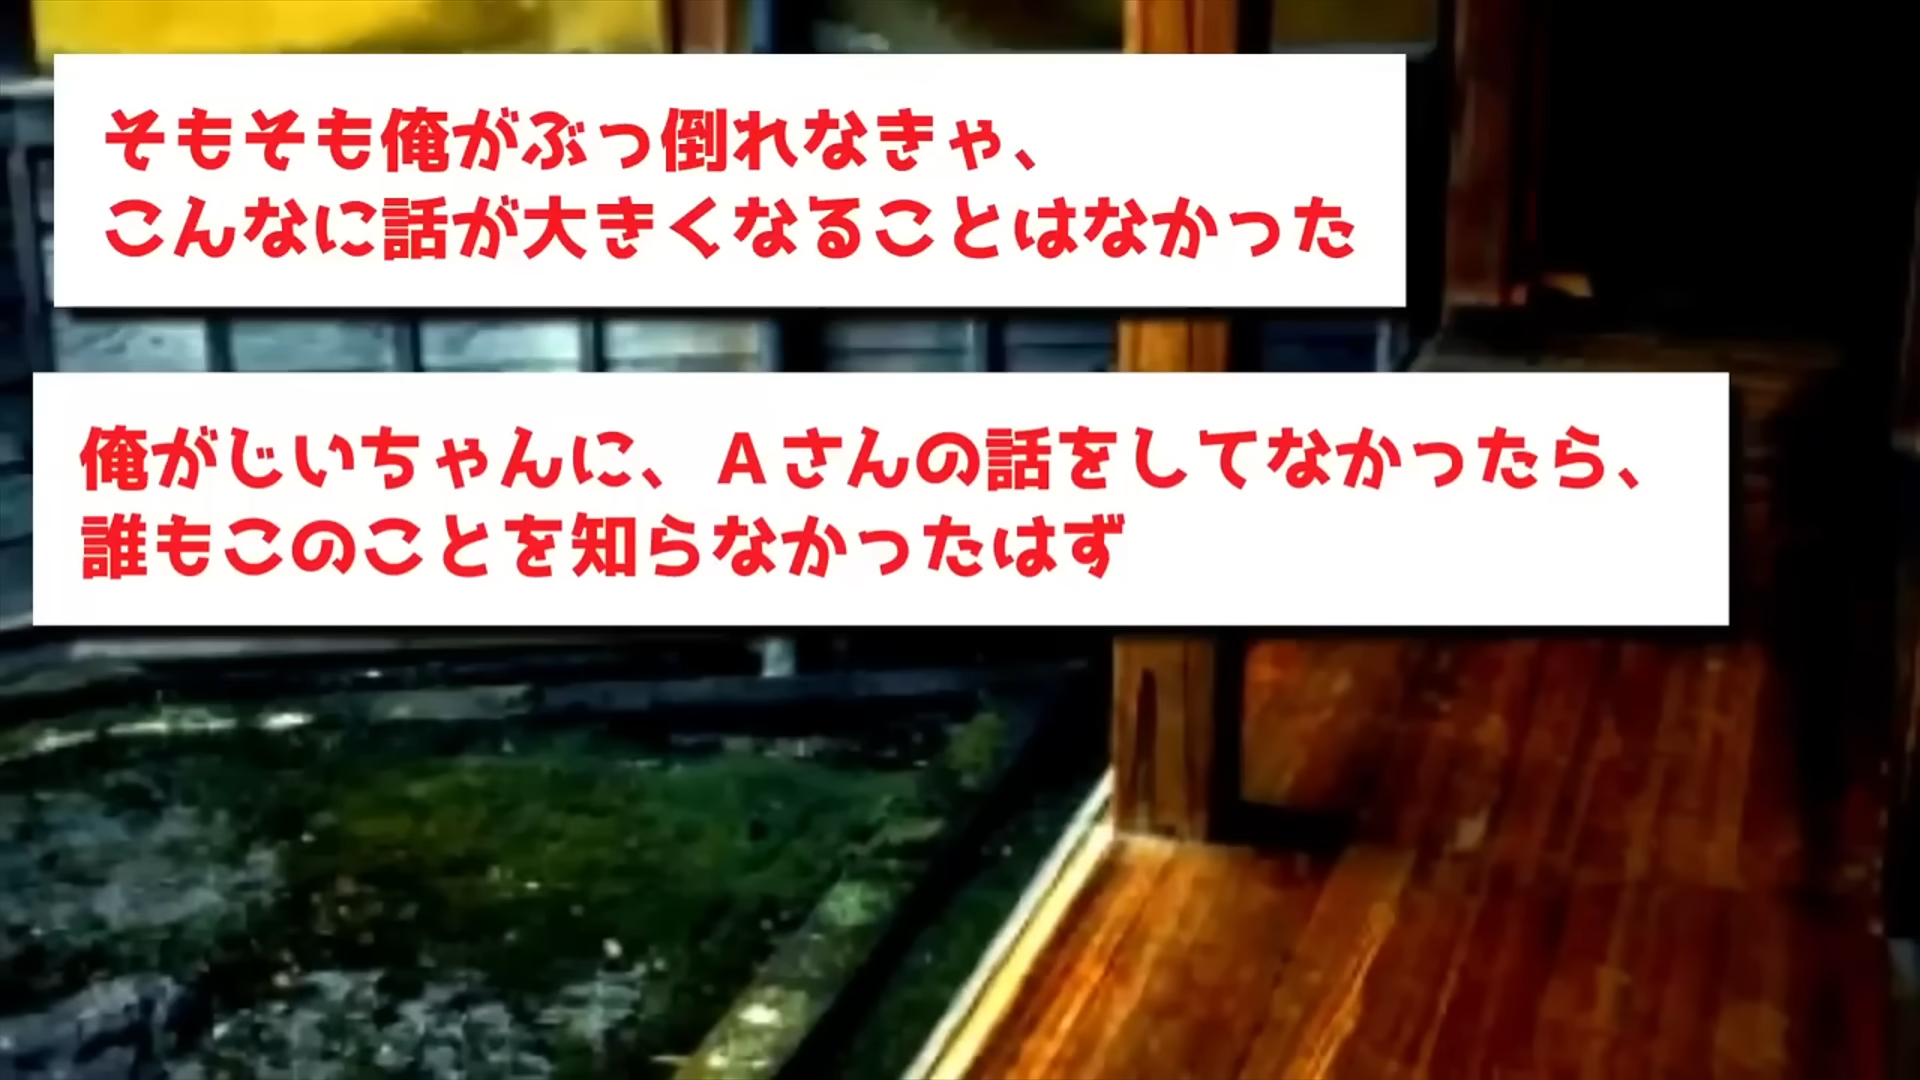 そもそも俺がぶっ倒れなきゃ、
こんなに話が大きくなることはなかった
俺がじいちゃんに、Aさんの話をしてなかったら、
誰もこのことを知らなかったはず